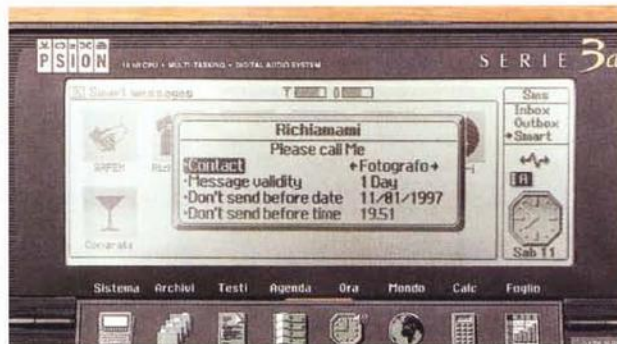 PSION 16 BIT CPU • MULTI-TASKING • DIGITAL AUDIO SYSTEM SERIE 3a
Smart messages
Sms
Inbox
Outbox
Smart
Richiamami
Please call Me
•Contact Fotografo
•Message validity 1 Day
•Don't send before date 11/01/1997
•Don't send before time 19.51
Congrats
Sab 11
Sistema Archivi Testi Agenda Ora Mondo Calc Foglio